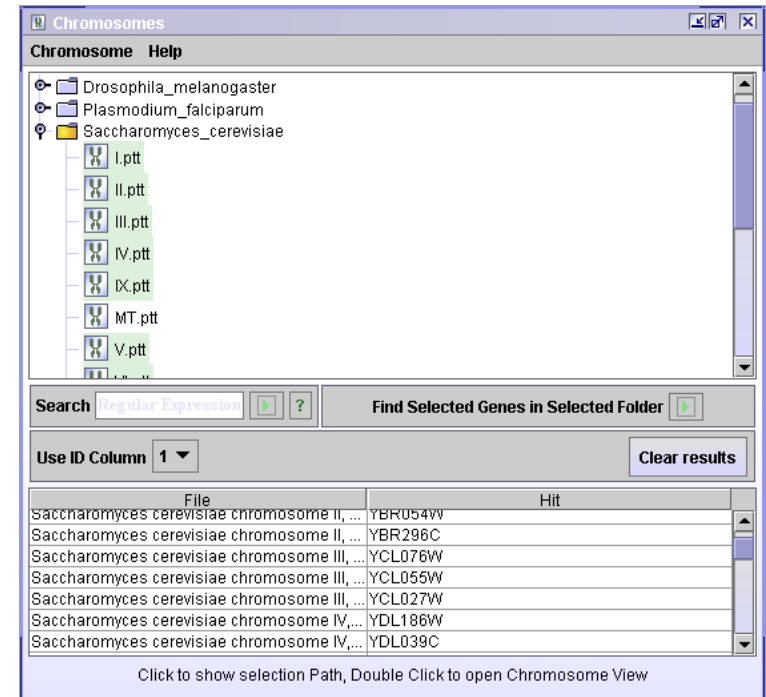 Chromosomes
Chromosome Help
Drosophila_melanogaster
Plasmodium_falciparum
Saccharomyces_cerevisiae
I.ptt
II.ptt
III.ptt
IV.ptt
IX.ptt
MT.ptt
V.ptt
Search Regular Expression ? Find Selected Genes in Selected Folder
Use ID Column 1 Clear results
File Hit
Saccharomyces cerevisiae chromosome II, ... YBR054W
Saccharomyces cerevisiae chromosome II, ... YBR296C
Saccharomyces cerevisiae chromosome III, ... YCL076W
Saccharomyces cerevisiae chromosome III, ... YCL055W
Saccharomyces cerevisiae chromosome III, ... YCL027W
Saccharomyces cerevisiae chromosome IV,... YDL186W
Saccharomyces cerevisiae chromosome IV,... YDL039C
Click to show selection Path, Double Click to open Chromosome View